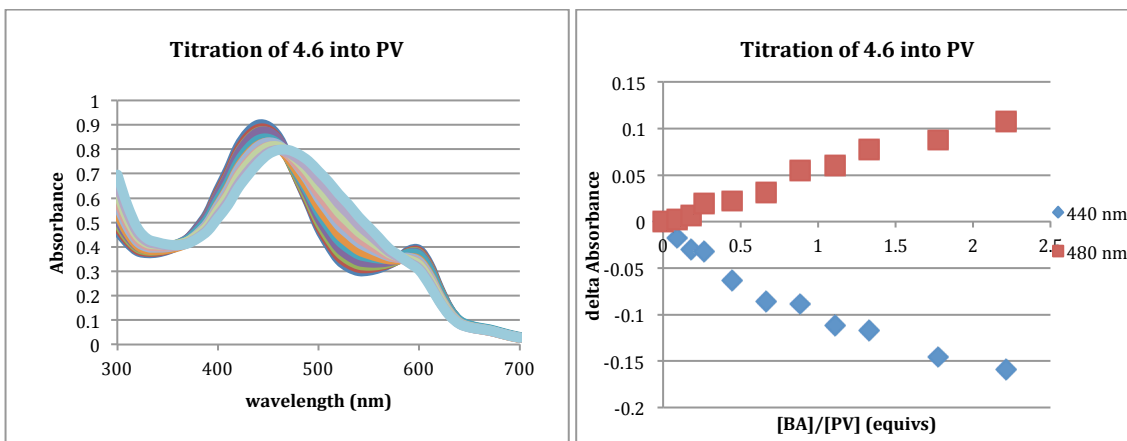 Titration of 4.6 into PV
1
0.9
0.8
0.7
0.6
0.5
0.4
0.3
0.2
0.1
0
Absorbance
300 400 500 600 700
wavelength (nm)
Titration of 4.6 into PV
0.15
0.1
0.05
0
-0.05
-0.1
-0.15
-0.2
delta Absorbance
0 0.5 1 1.5 2 2.5
[BA]/[PV] (equivs)
440 nm
480 nm